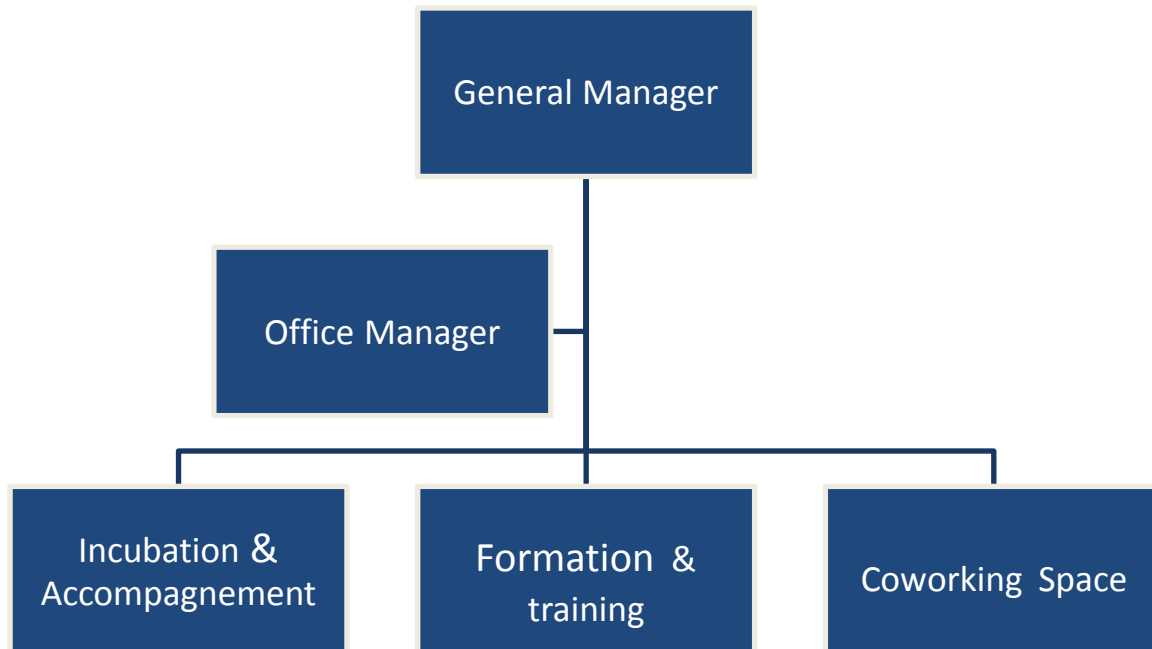 General Manager
Office Manager
Incubation &
Accompagnement
Formation &
training
Coworking Space